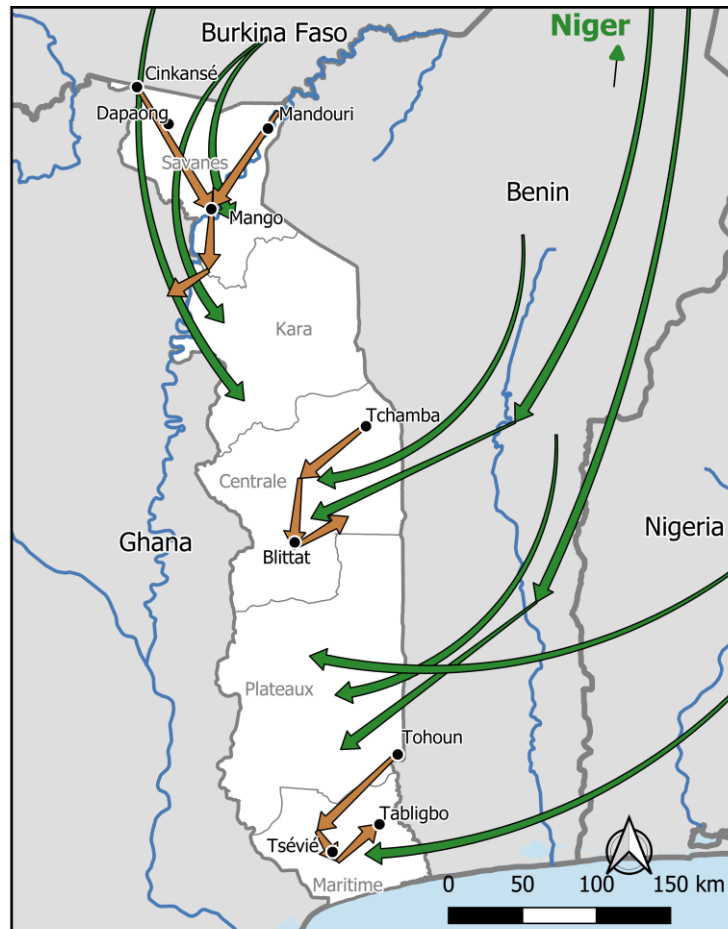 Niger
Burkina Faso
Cinkansé
Dapaong
Mandouri
Savanes
Benin
Mango
Kara
Tchamba
Centrale
Nigeria
Ghana
Blittat
Plateaux
Tohoun
Tabligbo
Tsévié
Maritime
0 50 100 150 km